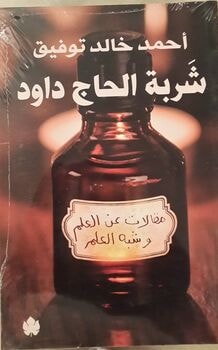 أحمد خالد توفيق
شَربة الحاج داود
مقالات عن العلم
وشبه العلم